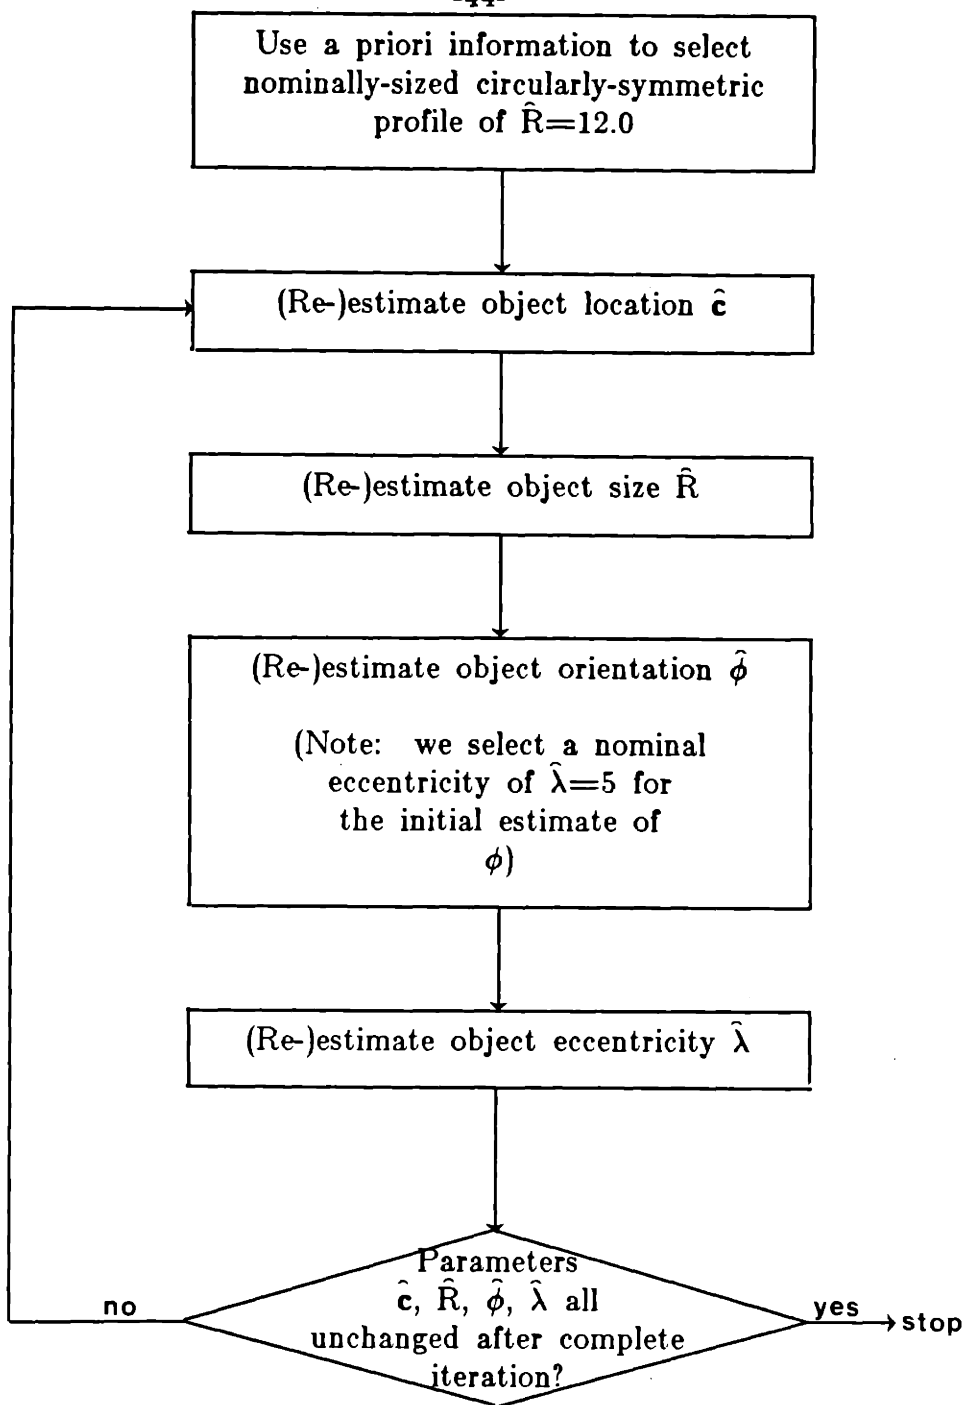 -44-
Use a priori information to select
nominally-sized circularly-symmetric
profile of R̂=12.0
(Re-)estimate object location ĉ
(Re-)estimate object size R̂
(Re-)estimate object orientation ϕ̂
(Note: we select a nominal
eccentricity of λ̂=5 for
the initial estimate of
ϕ)
(Re-)estimate object eccentricity λ̂
Parameters
ĉ, R̂, ϕ̂, λ̂ all
unchanged after complete
iteration?
no
yes
stop